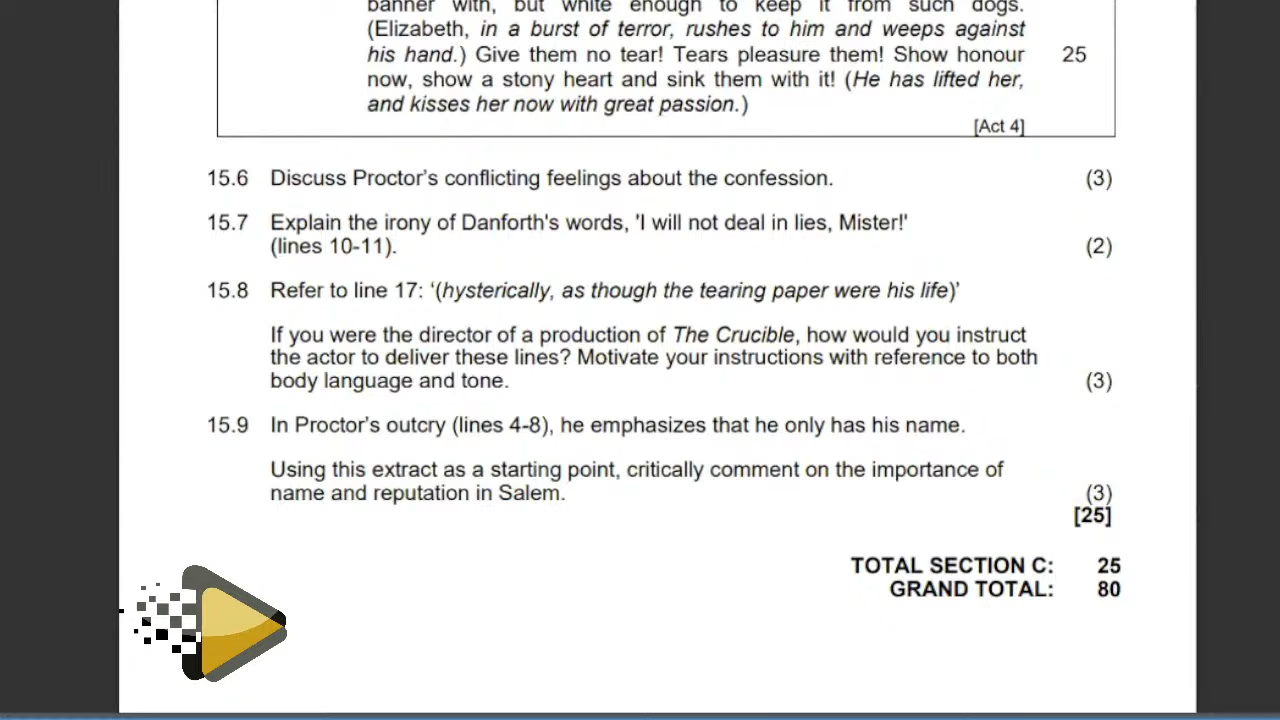 banner with, but white enough to keep it from such dogs.
(Elizabeth, in a burst of terror, rushes to him and weeps against
his hand.) Give them no tear! Tears pleasure them! Show honour 25
now, show a stony heart and sink them with it! (He has lifted her,
and kisses her now with great passion.)
[Act 4]
15.6 Discuss Proctor's conflicting feelings about the confession. (3)
15.7 Explain the irony of Danforth's words, 'I will not deal in lies, Mister!'
(lines 10-11). (2)
15.8 Refer to line 17: '(hysterically, as though the tearing paper were his life)'
If you were the director of a production of The Crucible, how would you instruct
the actor to deliver these lines? Motivate your instructions with reference to both
body language and tone. (3)
15.9 In Proctor's outcry (lines 4-8), he emphasizes that he only has his name.
Using this extract as a starting point, critically comment on the importance of
name and reputation in Salem. (3)
[25]
TOTAL SECTION C: 25
GRAND TOTAL: 80